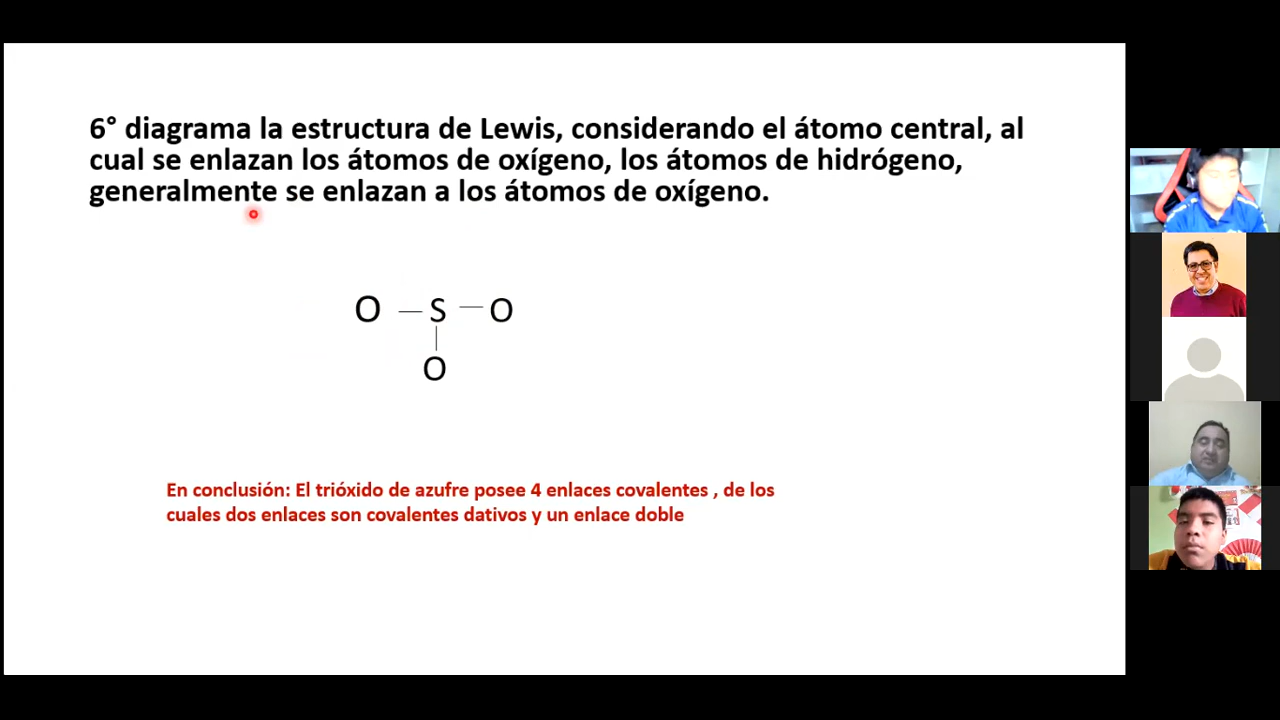 6° diagrama la estructura de Lewis, considerando el átomo central, al
cual se enlazan los átomos de oxígeno, los átomos de hidrógeno,
generalmente se enlazan a los átomos de oxígeno.
O – S – O
O
En conclusión: El trióxido de azufre posee 4 enlaces covalentes , de los
cuales dos enlaces son covalentes dativos y un enlace doble